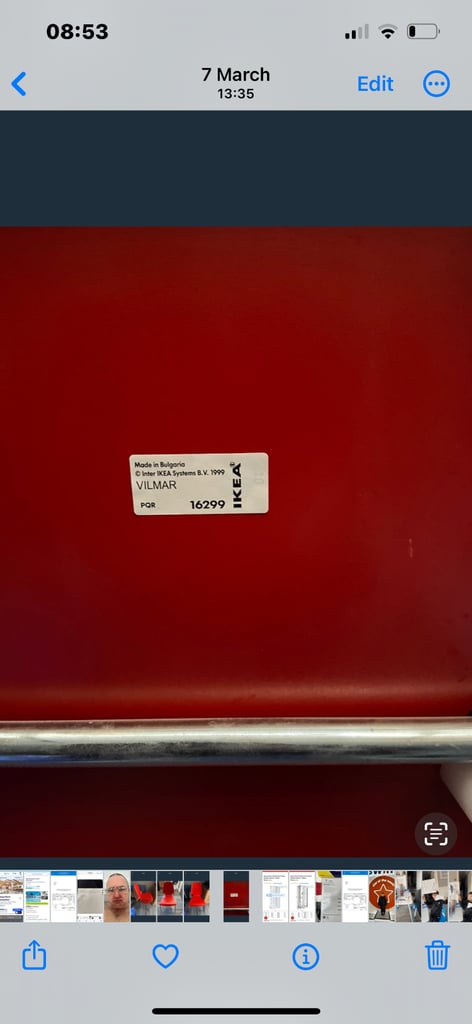 08:53
7 March
13:35
Edit
Made in Bulgaria
© Inter IKEA Systems B.V. 1999
VILMAR
PQR 16299
IKEA®